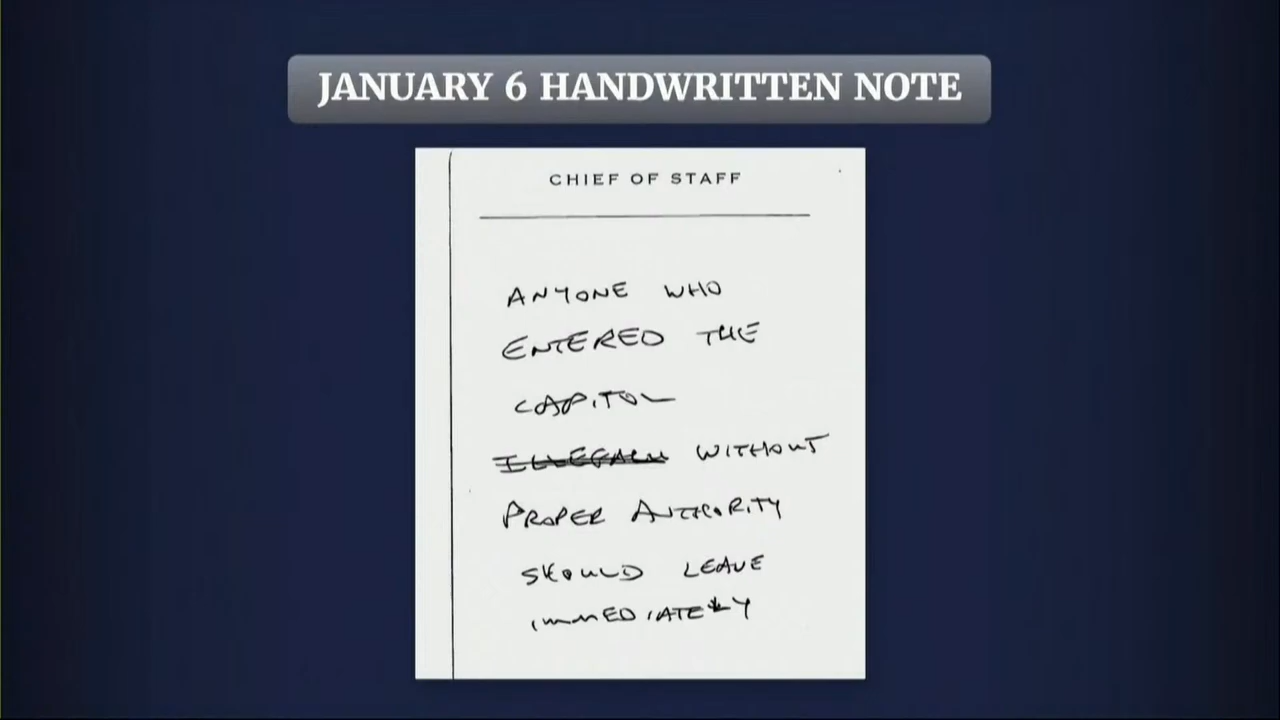 JANUARY 6 HANDWRITTEN NOTE
CHIEF OF STAFF
ANYONE WHO
ENTERED THE
CAPITOL
ILLEGALLY WITHOUT
PROPER AUTHORITY
SHOULD LEAVE
IMMEDIATELY